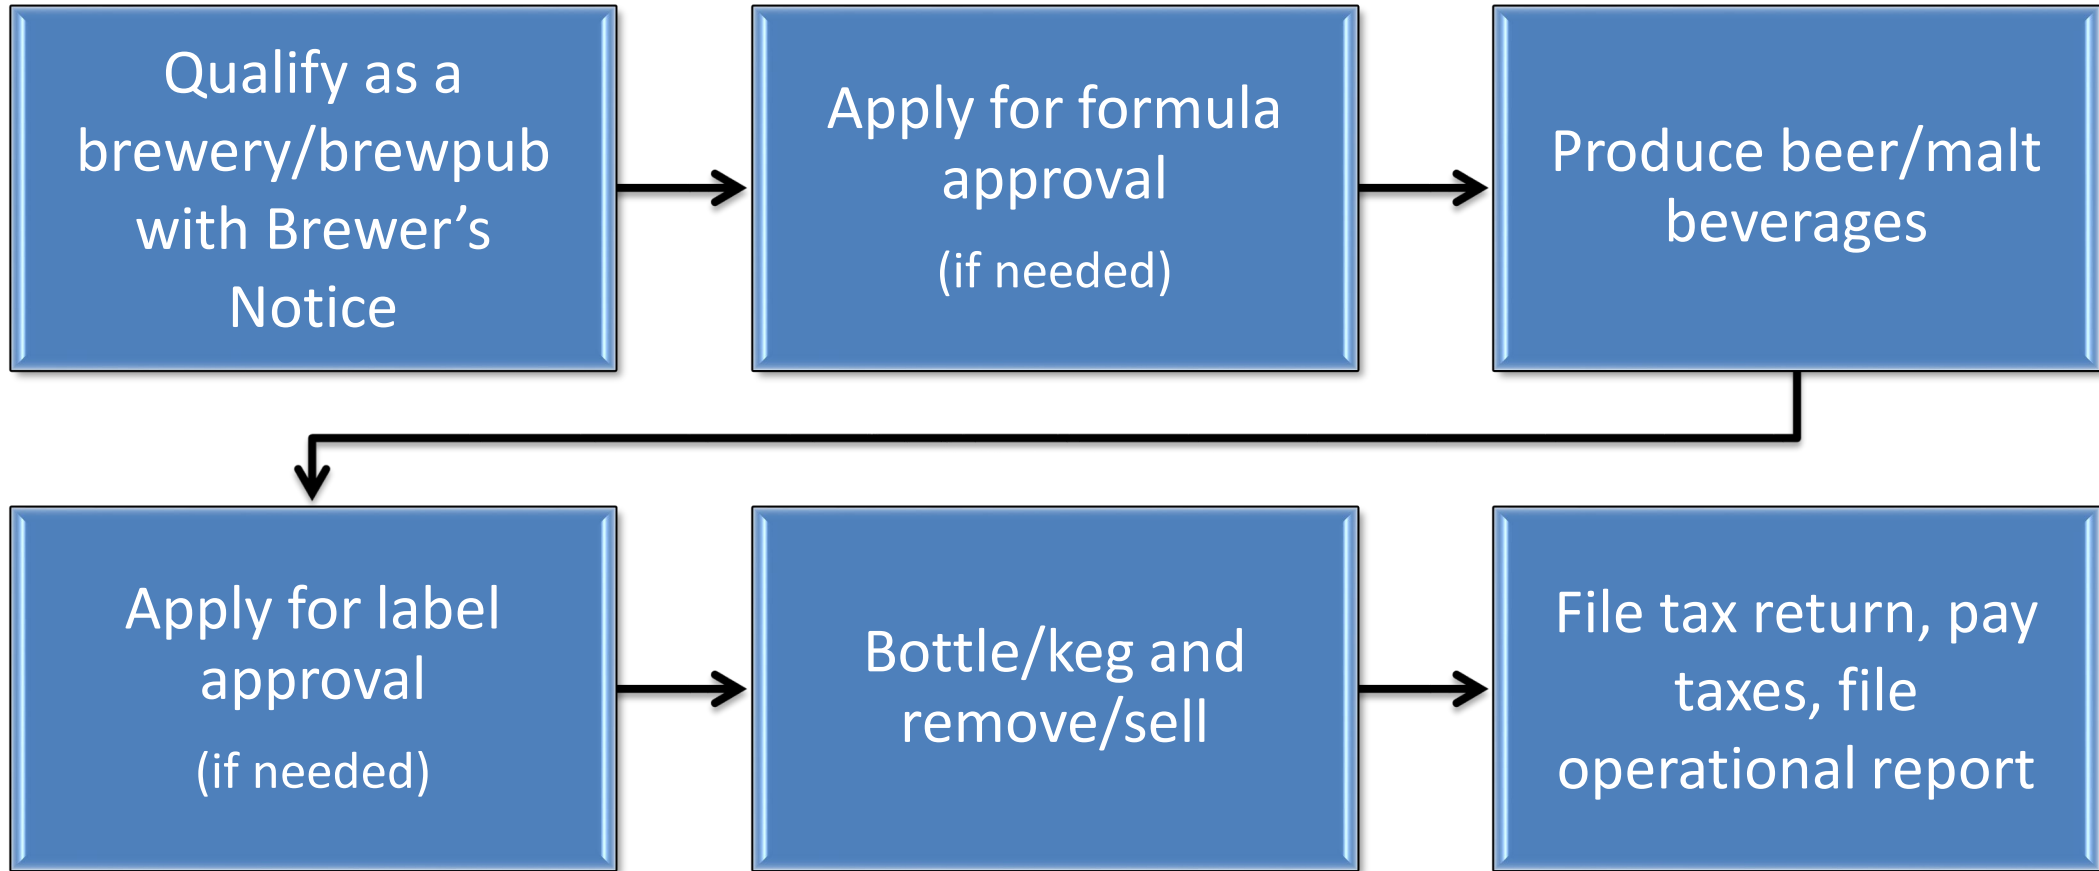 Qualify as a
brewery/brewpub
with Brewer’s
Notice
Apply for formula
approval
(if needed)
Produce beer/malt
beverages
Apply for label
approval
(if needed)
Bottle/keg and
remove/sell
File tax return, pay
taxes, file
operational report